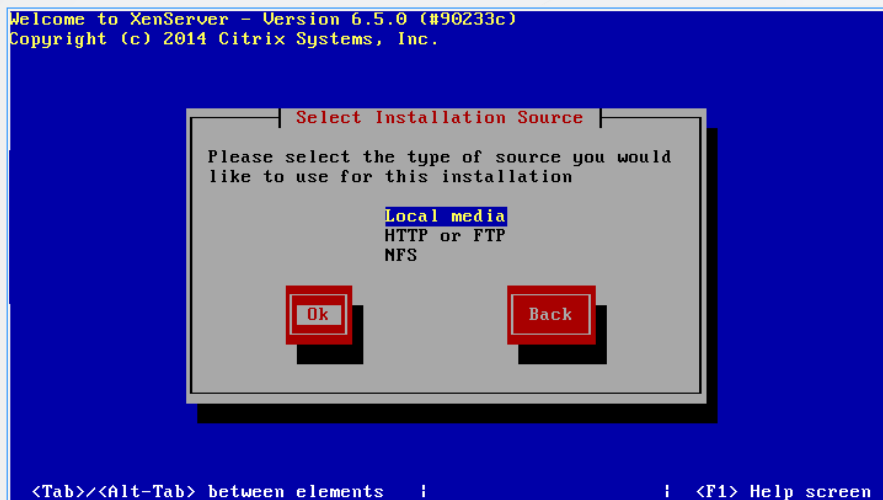 Welcome to XenServer - Version 6.5.0 (#90233c)
Copyright (c) 2014 Citrix Systems, Inc.
Select Installation Source
Please select the type of source you would
like to use for this installation
Local media
HTTP or FTP
NFS
Ok Back
<Tab>/<Alt-Tab> between elements | | <F1> Help screen